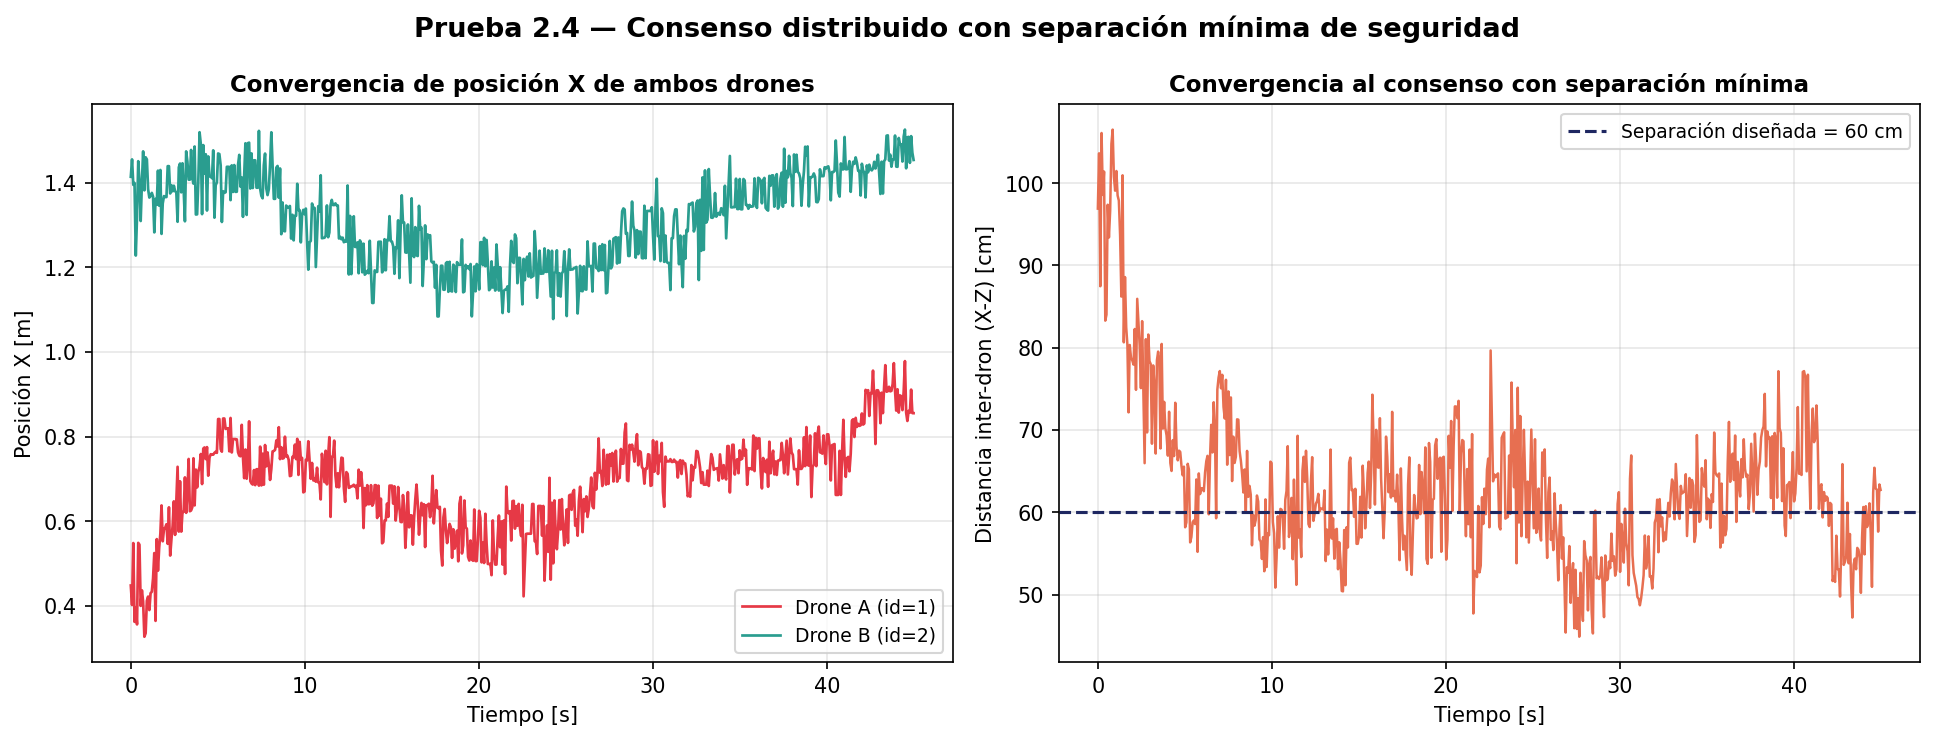 Prueba 2.4 — Consenso distribuido con separación mínima de seguridad
Convergencia de posición X de ambos drones
Posición X [m]
1.4
1.2
1.0
0.8
0.6
0.4
0
10
20
30
40
Tiempo [s]
Drone A (id=1)
Drone B (id=2)
Convergencia al consenso con separación mínima
Distancia inter-dron (X-Z) [cm]
100
90
80
70
60
50
0
10
20
30
40
Tiempo [s]
Separación diseñada = 60 cm